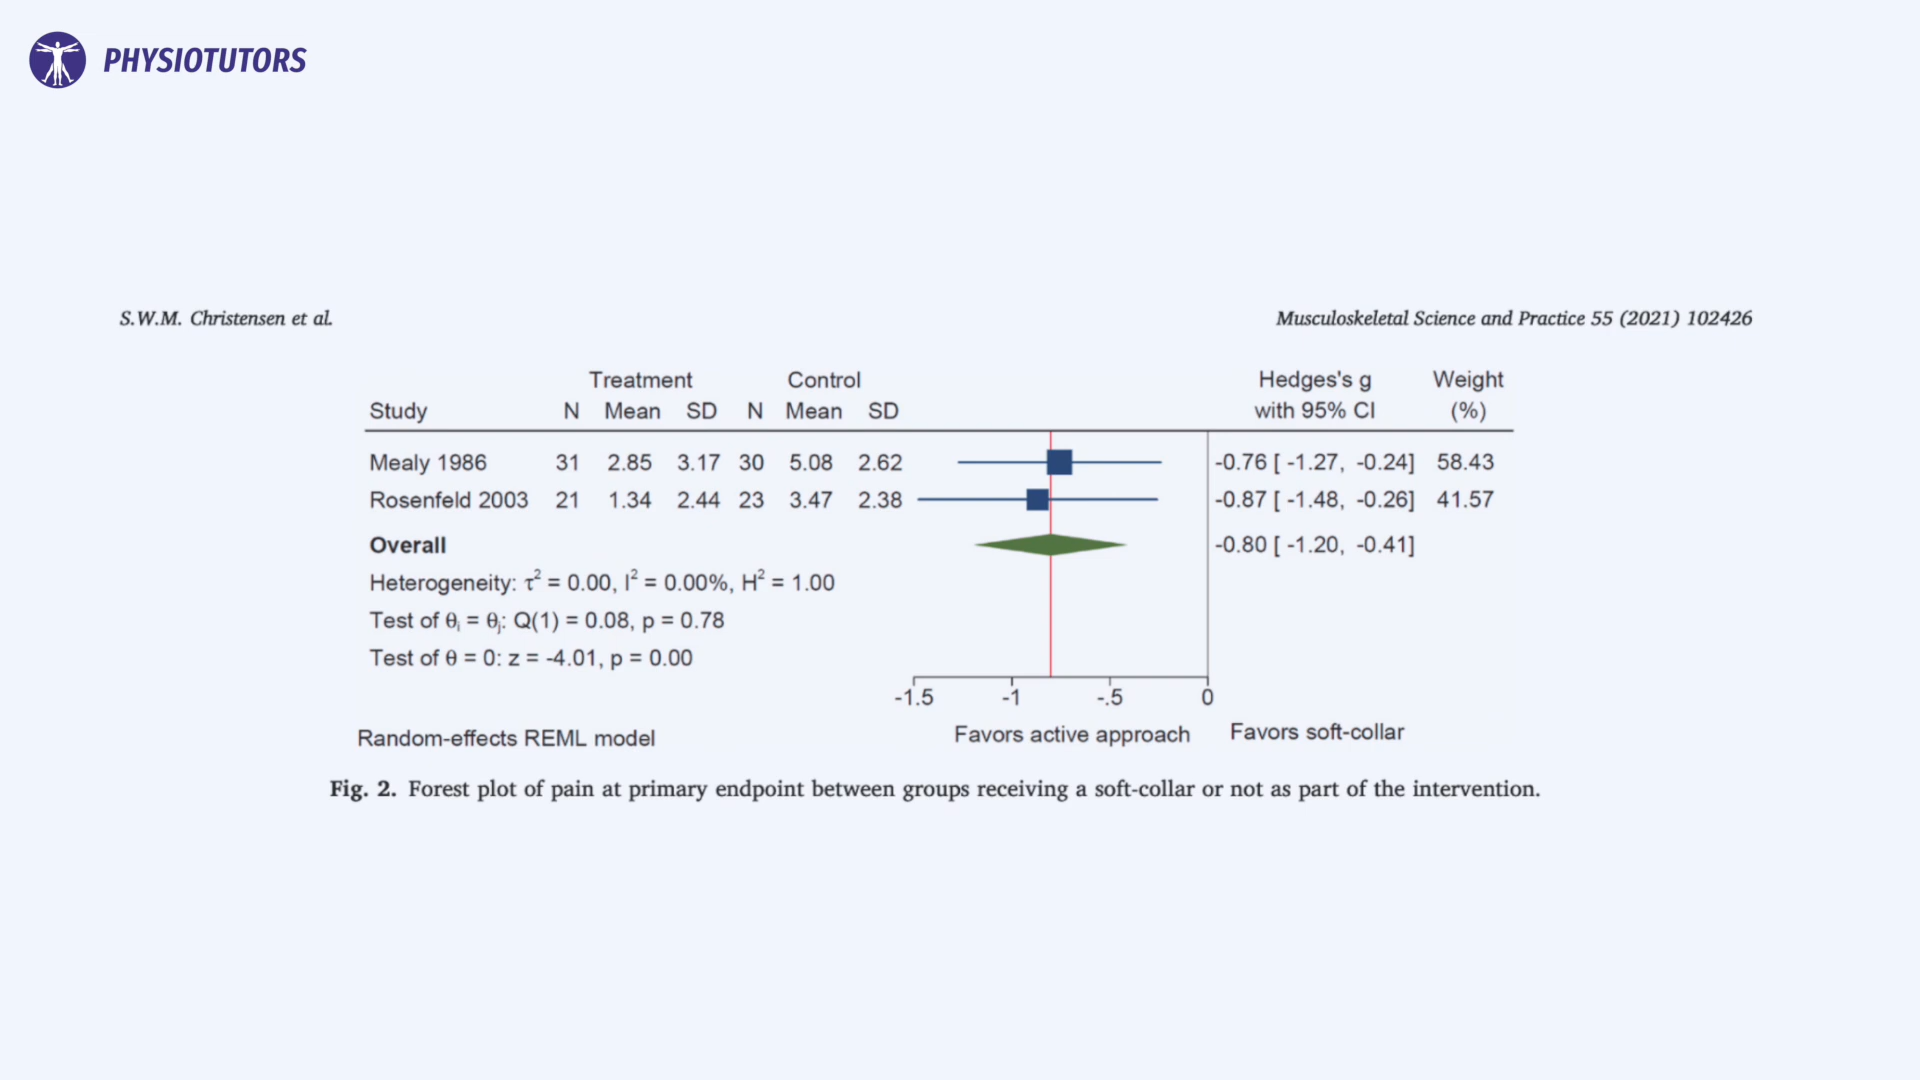 PHYSIOTUTORS
S.W.M. Christensen et al. Musculoskeletal Science and Practice 55 (2021) 102426
Treatment Control Hedges's g Weight
Study N Mean SD N Mean SD with 95% CI (%)
Mealy 1986 31 2.85 3.17 30 5.08 2.62 -0.76 [ -1.27, -0.24] 58.43
Rosenfeld 2003 21 1.34 2.44 23 3.47 2.38 -0.87 [ -1.48, -0.26] 41.57
Overall -0.80 [ -1.20, -0.41]
Heterogeneity: τ² = 0.00, I² = 0.00%, H² = 1.00
Test of θᵢ = θⱼ: Q(1) = 0.08, p = 0.78
Test of θ = 0: z = -4.01, p = 0.00
-1.5 -1 -.5 0
Favors active approach Favors soft-collar
Random-effects REML model
Fig. 2. Forest plot of pain at primary endpoint between groups receiving a soft-collar or not as part of the intervention.